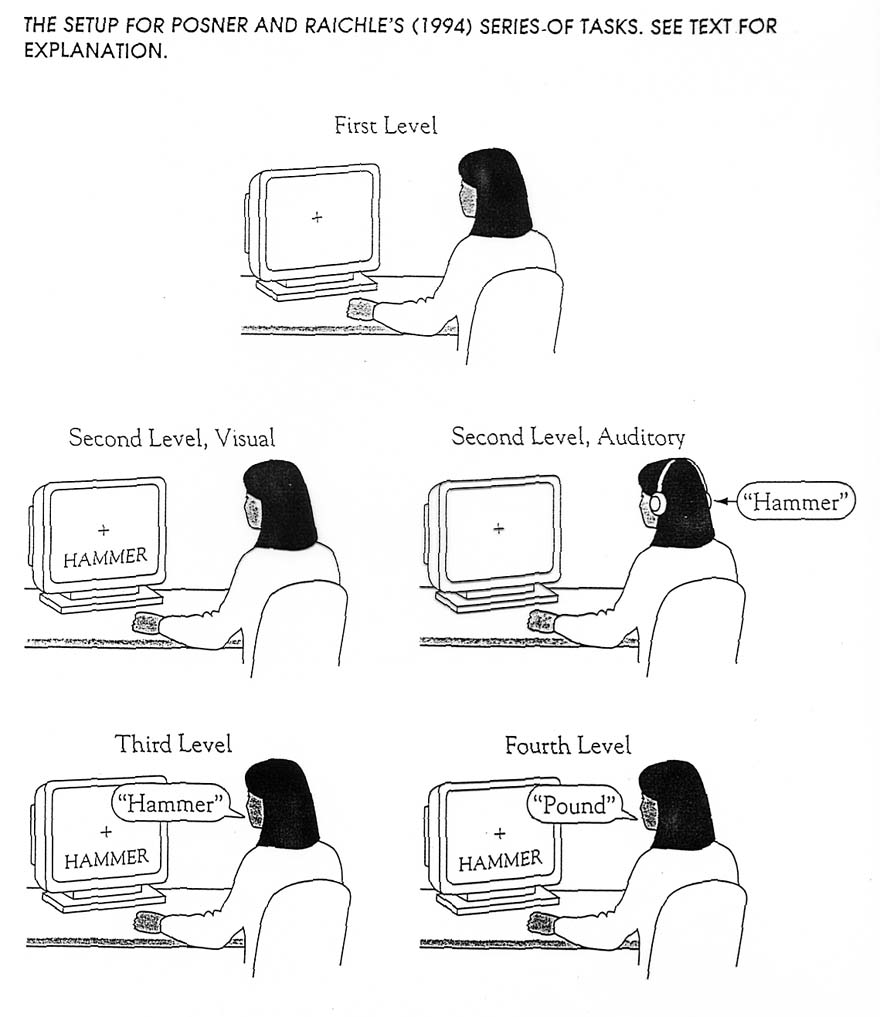 THE SETUP FOR POSNER AND RAICHLE'S (1994) SERIES-OF TASKS. SEE TEXT FOR
EXPLANATION.
First Level
+
Second Level, Visual
+
HAMMER
Second Level, Auditory
+
"Hammer"
Third Level
"Hammer"
+
HAMMER
Fourth Level
"Pound"
+
HAMMER